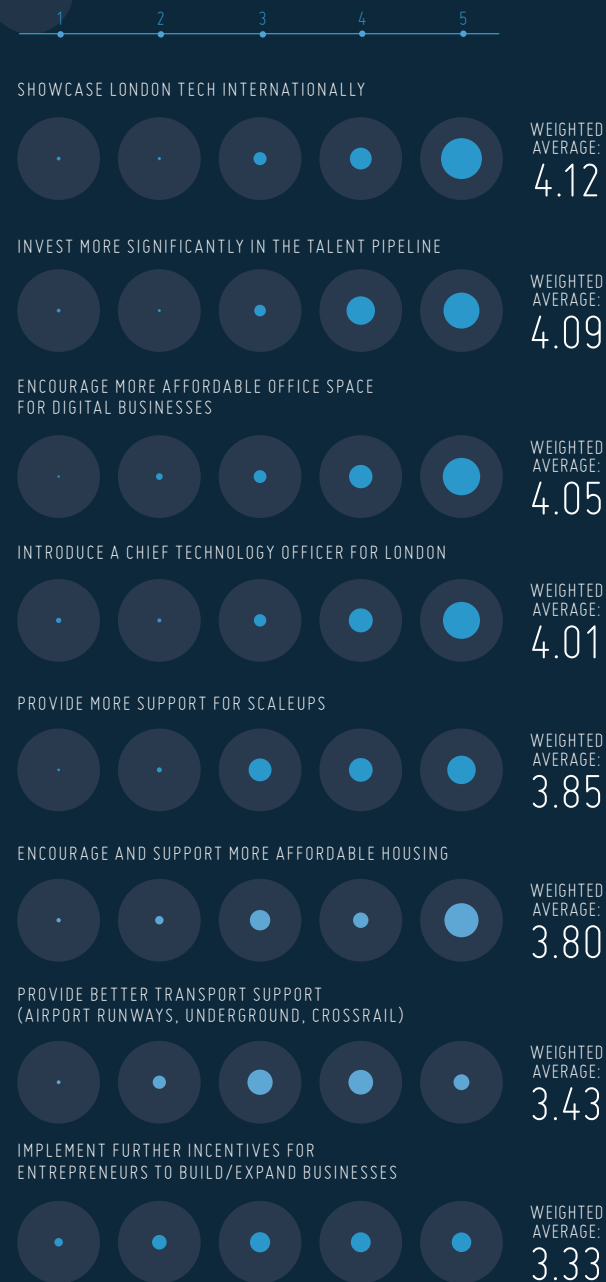 1 2 3 4 5
SHOWCASE LONDON TECH INTERNATIONALLY
WEIGHTED
AVERAGE:
4.12
INVEST MORE SIGNIFICANTLY IN THE TALENT PIPELINE
WEIGHTED
AVERAGE:
4.09
ENCOURAGE MORE AFFORDABLE OFFICE SPACE
FOR DIGITAL BUSINESSES
WEIGHTED
AVERAGE:
4.05
INTRODUCE A CHIEF TECHNOLOGY OFFICER FOR LONDON
WEIGHTED
AVERAGE:
4.01
PROVIDE MORE SUPPORT FOR SCALEUPS
WEIGHTED
AVERAGE:
3.85
ENCOURAGE AND SUPPORT MORE AFFORDABLE HOUSING
WEIGHTED
AVERAGE:
3.80
PROVIDE BETTER TRANSPORT SUPPORT
(AIRPORT RUNWAYS, UNDERGROUND, CROSSRAIL)
WEIGHTED
AVERAGE:
3.43
IMPLEMENT FURTHER INCENTIVES FOR
ENTREPRENEURS TO BUILD/EXPAND BUSINESSES
WEIGHTED
AVERAGE:
3.33